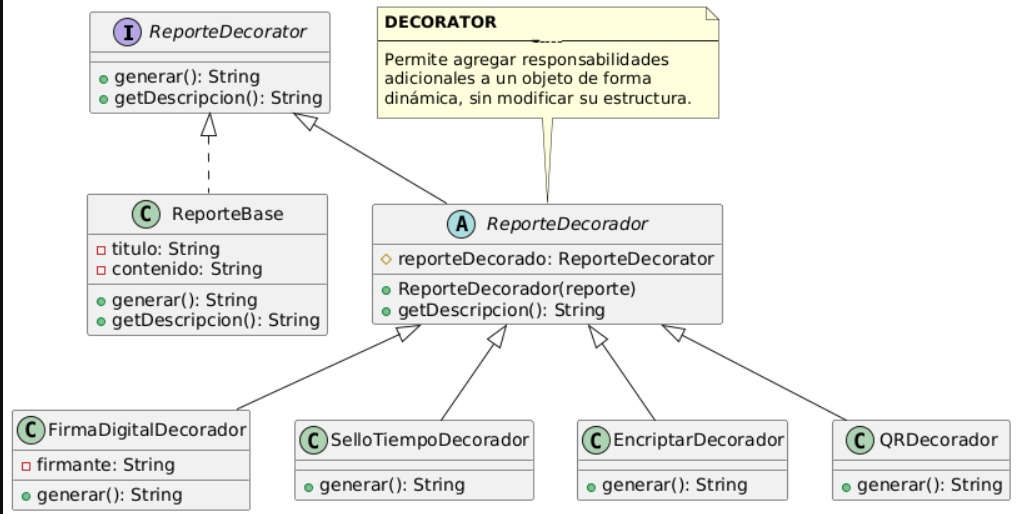 I ReporteDecorator
generar(): String
getDescripcion(): String
DECORATOR
Permite agregar responsabilidades
adicionales a un objeto de forma
dinámica, sin modificar su estructura.
C ReporteBase
titulo: String
contenido: String
generar(): String
getDescripcion(): String
A ReporteDecorador
reporteDecorado: ReporteDecorator
ReporteDecorador(reporte)
getDescripcion(): String
C FirmaDigitalDecorador
firmante: String
generar(): String
C SelloTiempoDecorador
generar(): String
C EncriptarDecorador
generar(): String
C QRDecorador
generar(): String